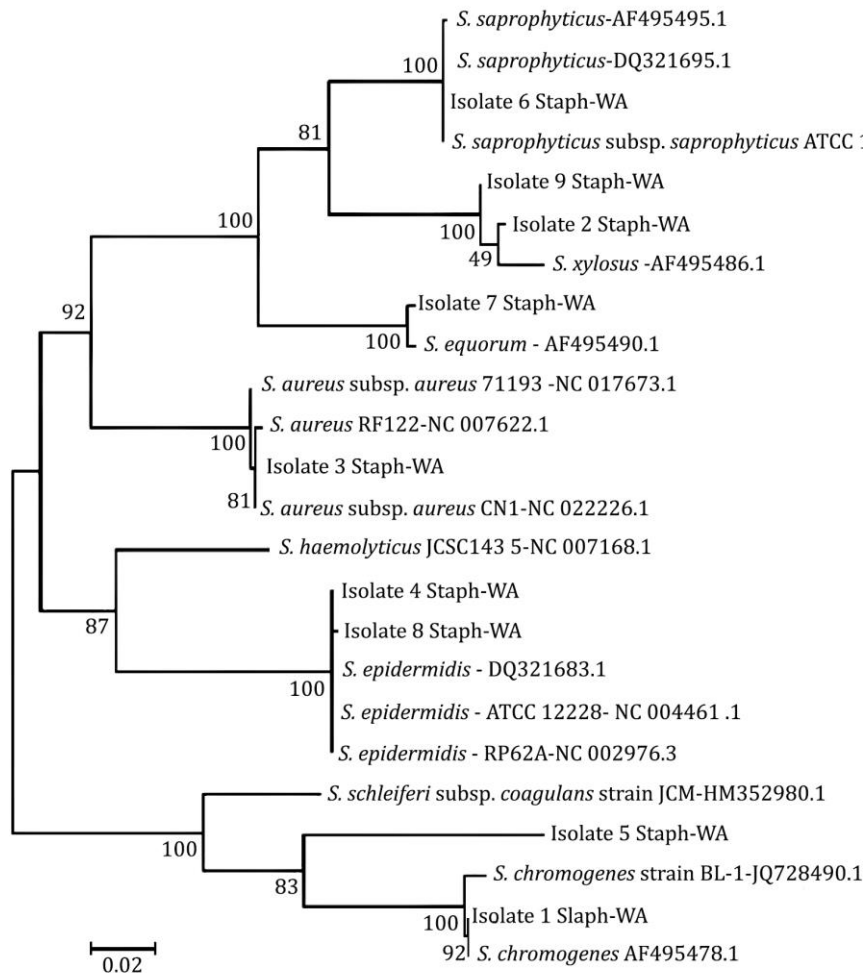 S. saprophyticus-AF495495.1
100
S. saprophyticus-DQ321695.1
Isolate 6 Staph-WA
81
S. saprophyticus subsp. saprophyticus ATCC 1
Isolate 9 Staph-WA
100
100
Isolate 2 Staph-WA
49
S. xylosus -AF495486.1
92
Isolate 7 Staph-WA
100
S. equorum - AF495490.1
S. aureus subsp. aureus 71193 -NC 017673.1
S. aureus RF122-NC 007622.1
100
Isolate 3 Staph-WA
81
S. aureus subsp. aureus CN1-NC 022226.1
S. haemolyticus JCSC143 5-NC 007168.1
Isolate 4 Staph-WA
87
Isolate 8 Staph-WA
S. epidermidis - DQ321683.1
100
S. epidermidis - ATCC 12228- NC 004461 .1
S. epidermidis - RP62A-NC 002976.3
S. schleiferi subsp. coagulans strain JCM-HM352980.1
100
Isolate 5 Staph-WA
83
S. chromogenes strain BL-1-JQ728490.1
100
Isolate 1 Slaph-WA
92
S. chromogenes AF495478.1
0.02